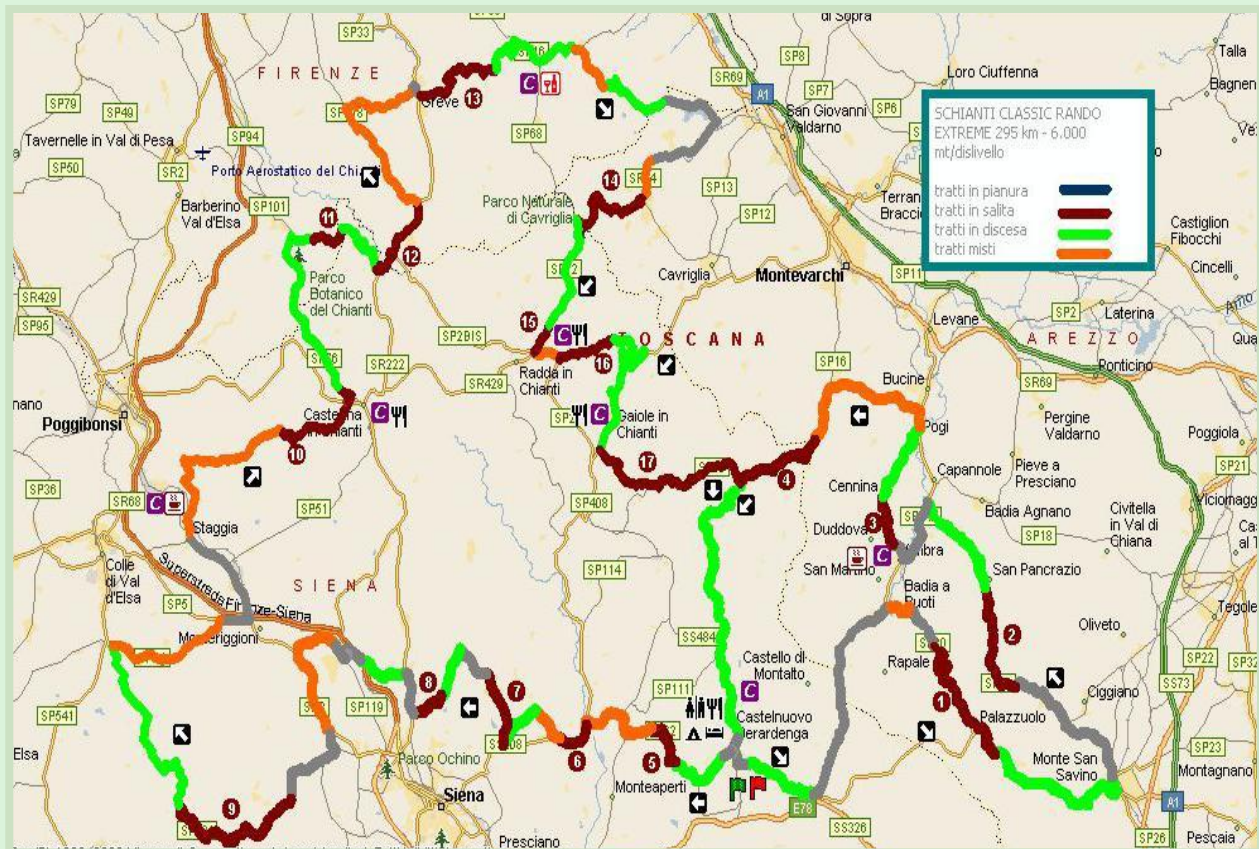 SP33
SP16
di Sopra
Talla
SP8
FIRENZE
SR69
Loro Ciuffenna
Bagnen
SP79
SP49
A1
SP7
SP6
Greve
13
C
San Giovanni
Valdarno
SCHIANTI CLASSIC RANDO
EXTREME 295 km - 6.000
mt/dislivello
tratti in pianura
tratti in salita
tratti in discesa
tratti misti
Tavernelle in Val di Pesa
SP94
SP68
SR2
Porto Aerostatico del Chianti
SP50
SP101
14
SP13
Parco Naturale
di Cavriglia
SP12
Barberino
Val d'Elsa
11
12
Castiglion
Fibocchi
Cavriglia
Montevarchi
SP11
Cincelli
Parco
Botanico
del Chianti
SR429
SP95
Levane
SP2
Laterina
15
C
TOSCANA
AREZZO
SP2BIS
16
SP16
Ponticino
SR222
SR429
Radda in
Chianti
Bucine
SR69
Poggibonsi
C
C
Gaiole in
Chianti
Pogi
Pergine
Valdarno
Poggiola
10
17
4
Capannole
Pieve a
Presciano
SP21
SP36
SR68
C
SP51
SP408
Cennina
Badia Agnano
Civitella
in Val di
Chiana
Staggia
3
Duddova
SP18
C
Colle
di Val
d'Elsa
Superstrada Firenze-Siena
SIENA
San Martino
San Pancrazio
SP114
Badia a
Ruoti
SP5
Monteriggioni
2
Oliveto
SS484
Castello di
Montalto
Rapale
SP22
8
7
1
Ciggiano
SS73
SP541
SP119
SP111
C
Palazzuolo
Castelnuovo
Berardenga
Parco Ochino
6
5
Monte San
Savino
SP23
Montagnano
Monteaperti
9
Siena
E78
A1
SS326
Presciano
SP26
Pescaia